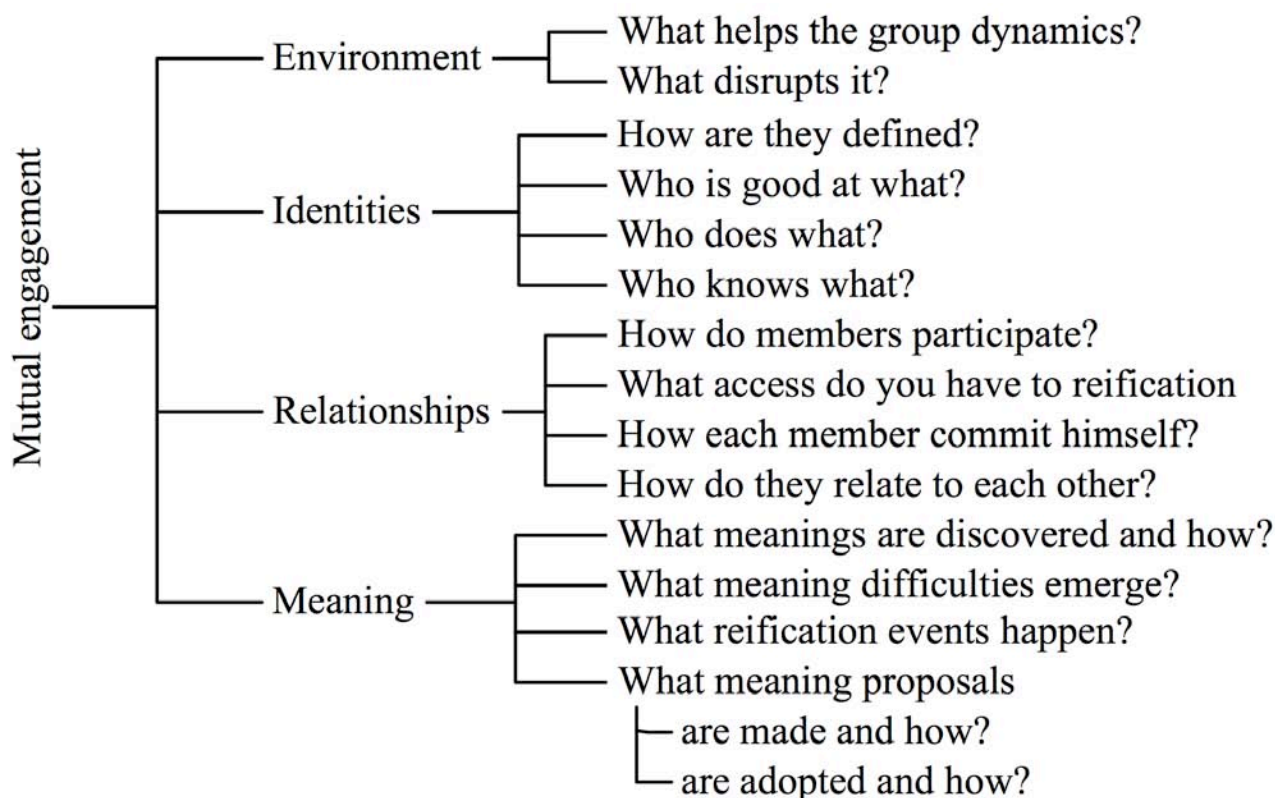 Mutual engagement
Environment
What helps the group dynamics?
What disrupts it?
Identities
How are they defined?
Who is good at what?
Who does what?
Who knows what?
Relationships
How do members participate?
What access do you have to reification
How each member commit himself?
How do they relate to each other?
Meaning
What meanings are discovered and how?
What meaning difficulties emerge?
What reification events happen?
What meaning proposals
are made and how?
are adopted and how?